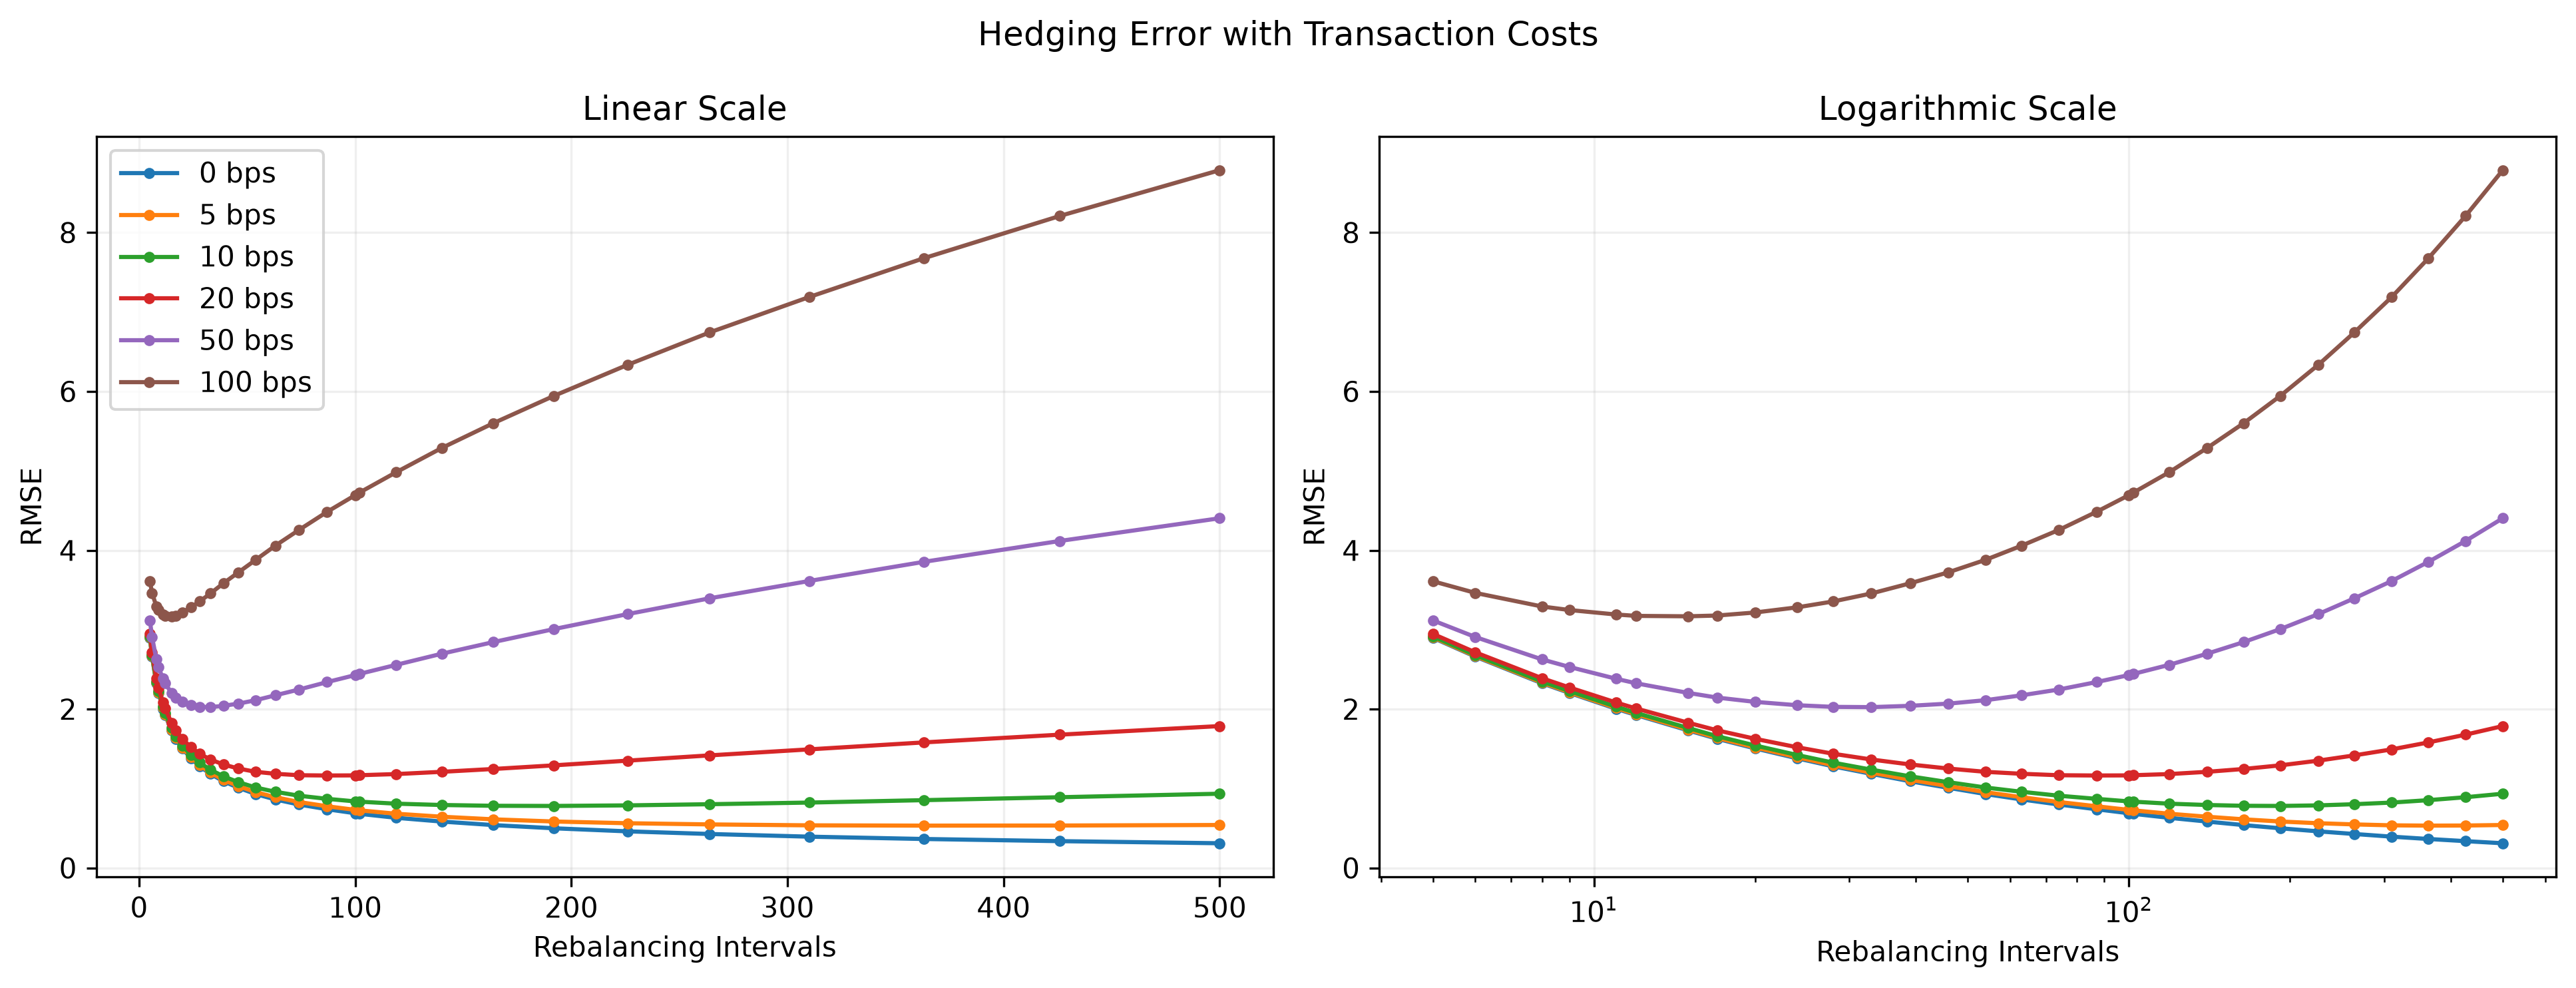 Hedging Error with Transaction Costs
Linear Scale
RMSE
8
6
4
2
0
0 bps
5 bps
10 bps
20 bps
50 bps
100 bps
0 100 200 300 400 500
Rebalancing Intervals
Logarithmic Scale
RMSE
8
6
4
2
0
10¹ 10²
Rebalancing Intervals